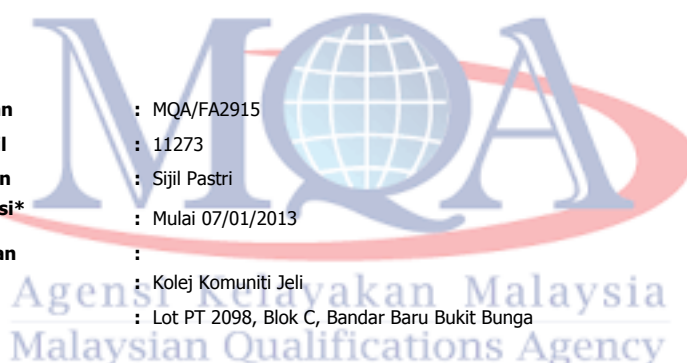 MQA
an : MQA/FA2915
l : 11273
n : Sijil Pastri
si* : Mulai 07/01/2013
an :
: Kolej Komuniti Jeli
: Lot PT 2098, Blok C, Bandar Baru Bukit Bunga
Agensi Kelayakan Malaysia
Malaysian Qualifications Agency